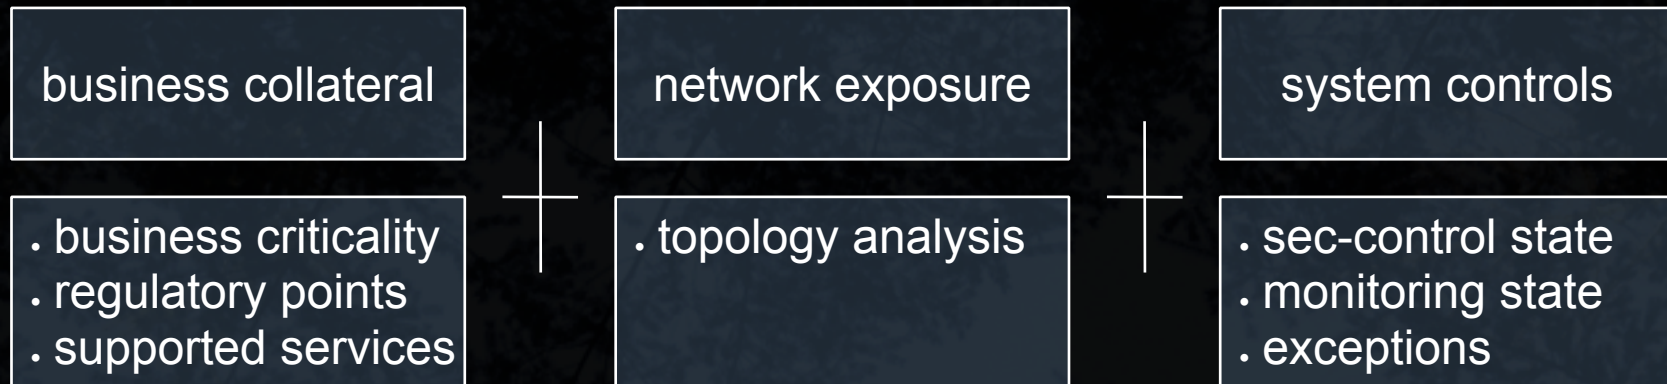 business collateral
network exposure
system controls
. business criticality
. regulatory points
. supported services
. topology analysis
. sec-control state
. monitoring state
. exceptions